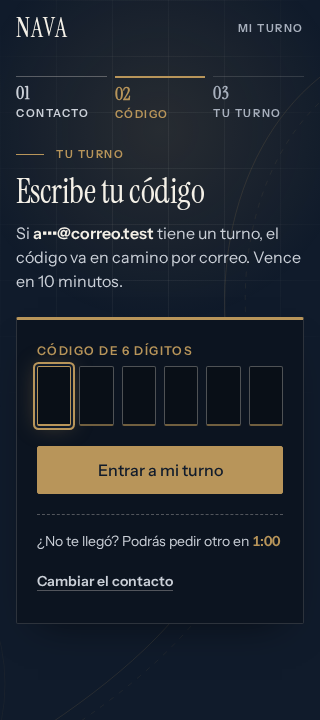 NAVA
MI TURNO
01
CONTACTO
02
CÓDIGO
03
TU TURNO
TU TURNO
Escribe tu código
Si a•••@correo.test tiene un turno, el
código va en camino por correo. Vence
en 10 minutos.
CÓDIGO DE 6 DÍGITOS
Entrar a mi turno
¿No te llegó? Podrás pedir otro en 1:00
Cambiar el contacto